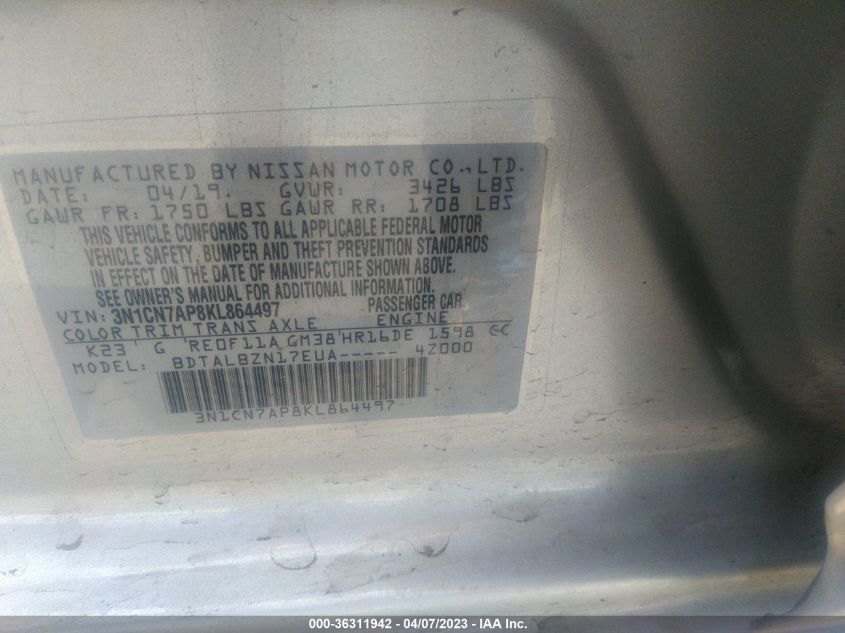 MANUFACTURED BY NISSAN MOTOR CO., LTD.
DATE: 04/19. GVWR: 3426 LBS
GAWR FR: 1750 LBS GAWR RR: 1708 LBS
THIS VEHICLE CONFORMS TO ALL APPLICABLE FEDERAL MOTOR
VEHICLE SAFETY, BUMPER AND THEFT PREVENTION STANDARDS
IN EFFECT ON THE DATE OF MANUFACTURE SHOWN ABOVE.
SEE OWNER'S MANUAL FOR ADDITIONAL INFORMATION.
VIN: 3N1CN7AP8KL864497 PASSENGER CAR
COLOR TRIM TRANS AXLE ENGINE
K23' G 'RE0F11A GM38'HR16DE 1598 CC
MODEL: BDTALBZN17EUA----- 4Z000
3N1CN7AP8KL864497
000-36311942 - 04/07/2023 - IAA Inc.